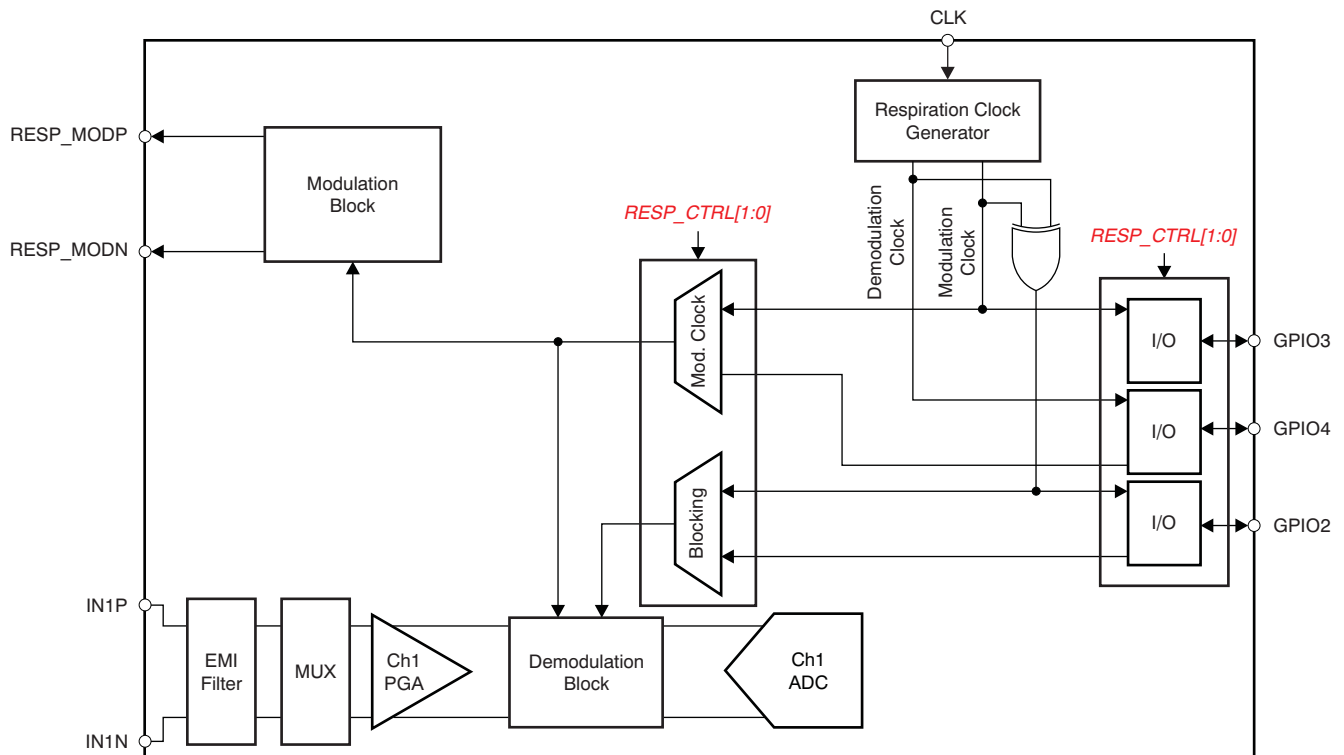 CLK
Respiration Clock
Generator
RESP_MODP
Modulation
Block
RESP_MODN
RESP_CTRL[1:0]
Demodulation
Clock
Modulation
Clock
RESP_CTRL[1:0]
Mod. Clock
I/O
GPIO3
I/O
GPIO4
Blocking
I/O
GPIO2
IN1P
EMI
Filter
MUX
Ch1
PGA
Demodulation
Block
Ch1
ADC
IN1N